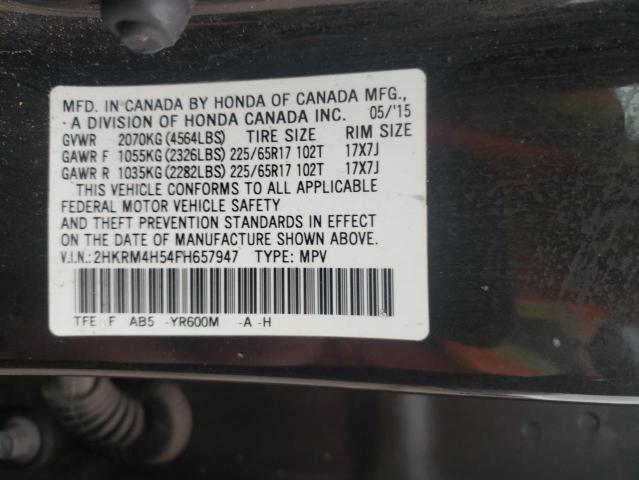 MFD. IN CANADA BY HONDA OF CANADA MFG.,
A DIVISION OF HONDA CANADA INC. 05/'15
GVWR 2070KG(4564LBS) TIRE SIZE RIM SIZE
GAWR F 1055KG(2326LBS) 225/65R17 102T 17X7J
GAWR R 1035KG(2282LBS) 225/65R17 102T 17X7J
THIS VEHICLE CONFORMS TO ALL APPLICABLE
FEDERAL MOTOR VEHICLE SAFETY
AND THEFT PREVENTION STANDARDS IN EFFECT
ON THE DATE OF MANUFACTURE SHOWN ABOVE.
V.I.N.: 2HKRM4H54FH657947 TYPE: MPV
TFE F AB5 -YR600M -A -H